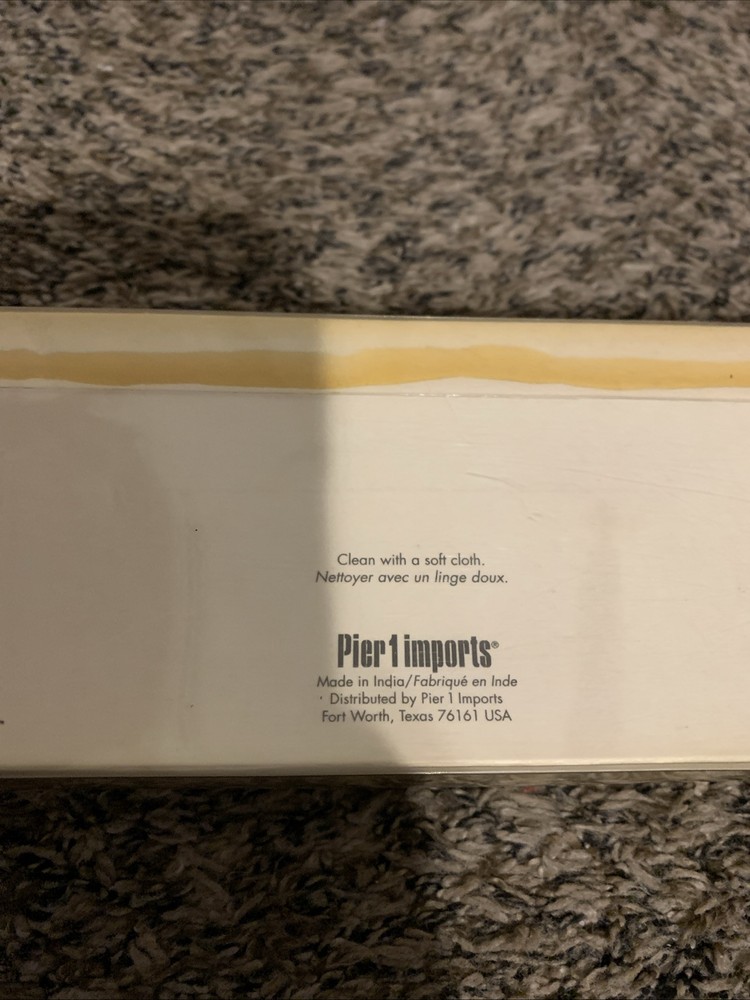 Clean with a soft cloth.
Nettoyer avec un linge doux.
Pier 1 imports®
Made in India/Fabriqué en Inde
Distributed by Pier 1 Imports
Fort Worth, Texas 76161 USA